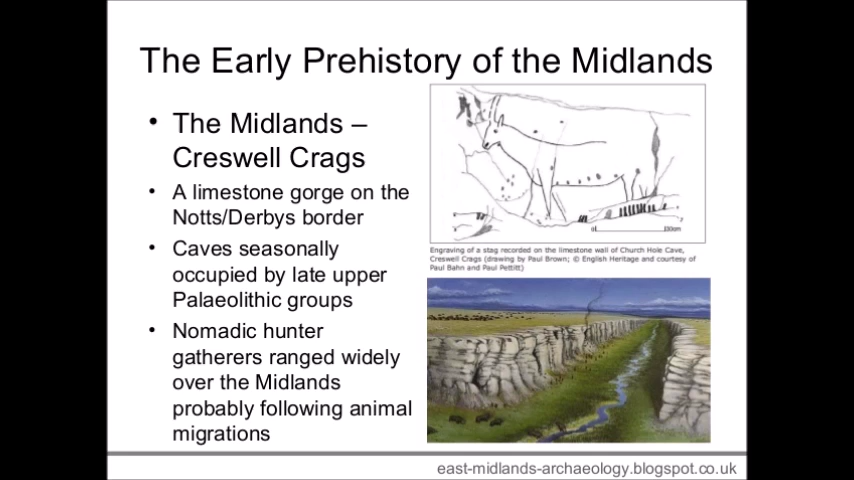 The Early Prehistory of the Midlands
• The Midlands –
Creswell Crags
• A limestone gorge on the
Notts/Derbys border
• Caves seasonally
occupied by late upper
Palaeolithic groups
• Nomadic hunter
gatherers ranged widely
over the Midlands
probably following animal
migrations
Engraving of a stag recorded on the limestone wall of Church Hole Cave,
Creswell Crags (drawing by Paul Brown; © English Heritage and courtesy of
Paul Bahn and Paul Pettitt)
east-midlands-archaeology.blogspot.co.uk